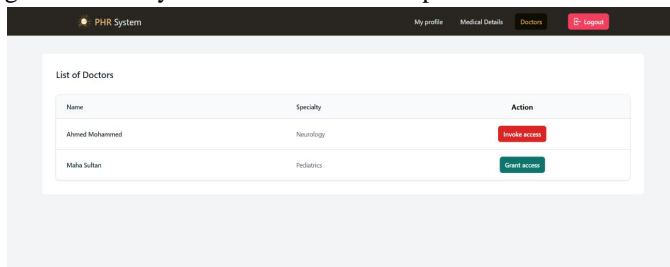 PHR System My profile Medical Details Doctors Logout
List of Doctors
Name Specialty Action
Ahmed Mohammed Neurology Invoke access
Maha Sultan Pediatrics Grant access